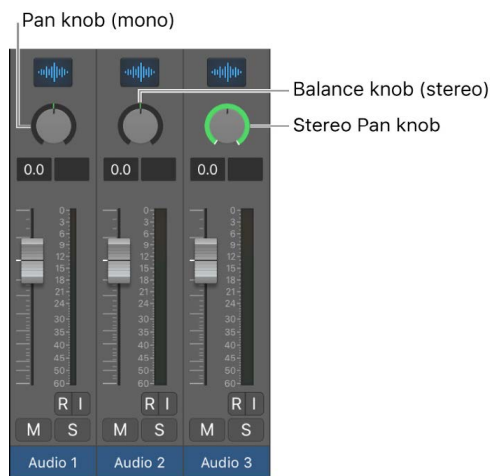 Pan knob (mono)
Balance knob (stereo)
Stereo Pan knob
0.0 0.0 0.0
0 0 0
3 3 3
6 6 6
9 9 9
12 12 12
15 15 15
18 18 18
21 21 21
24 24 24
30 30 30
35 35 35
40 40 40
45 45 45
50 50 50
60 60 60
R I R I R I
M S M S M S
Audio 1 Audio 2 Audio 3